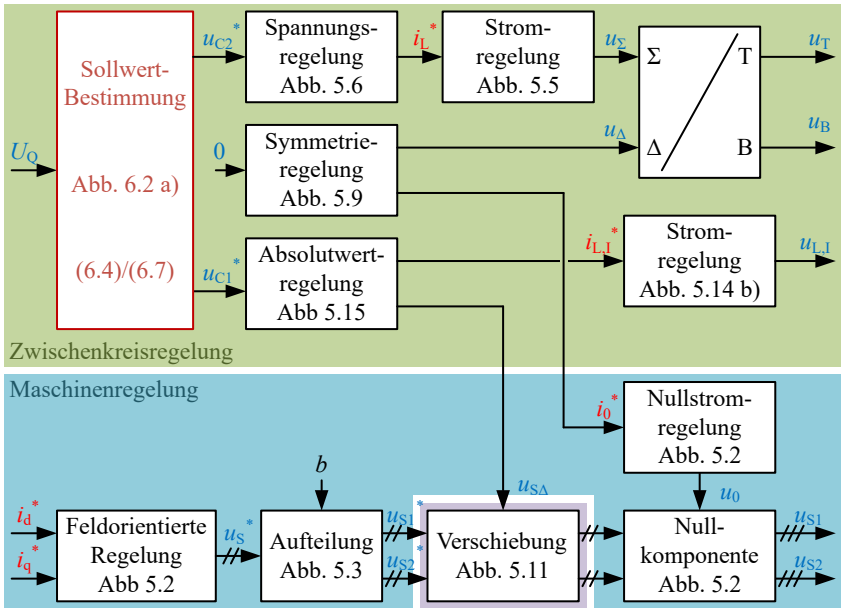 U_Q
Sollwert-
Bestimmung
Abb. 6.2 a)
(6.4)/(6.7)
u_C2*
Spannungs-
regelung
Abb. 5.6
i_L*
Strom-
regelung
Abb. 5.5
u_Σ
Σ
T
Δ
B
u_T
u_B
0
Symmetrie-
regelung
Abb. 5.9
u_Δ
u_C1*
Absolutwert-
regelung
Abb 5.15
i_L,I*
Strom-
regelung
Abb. 5.14 b)
u_L,I
Zwischenkreisregelung
Maschinenregelung
i_0*
Nullstrom-
regelung
Abb. 5.2
u_0
i_d*
i_q*
Feldorientierte
Regelung
Abb 5.2
u_S*
b
Aufteilung
Abb. 5.3
u_S1*
u_S2*
u_SΔ
Verschiebung
Abb. 5.11
Null-
komponente
Abb. 5.2
u_S1
u_S2